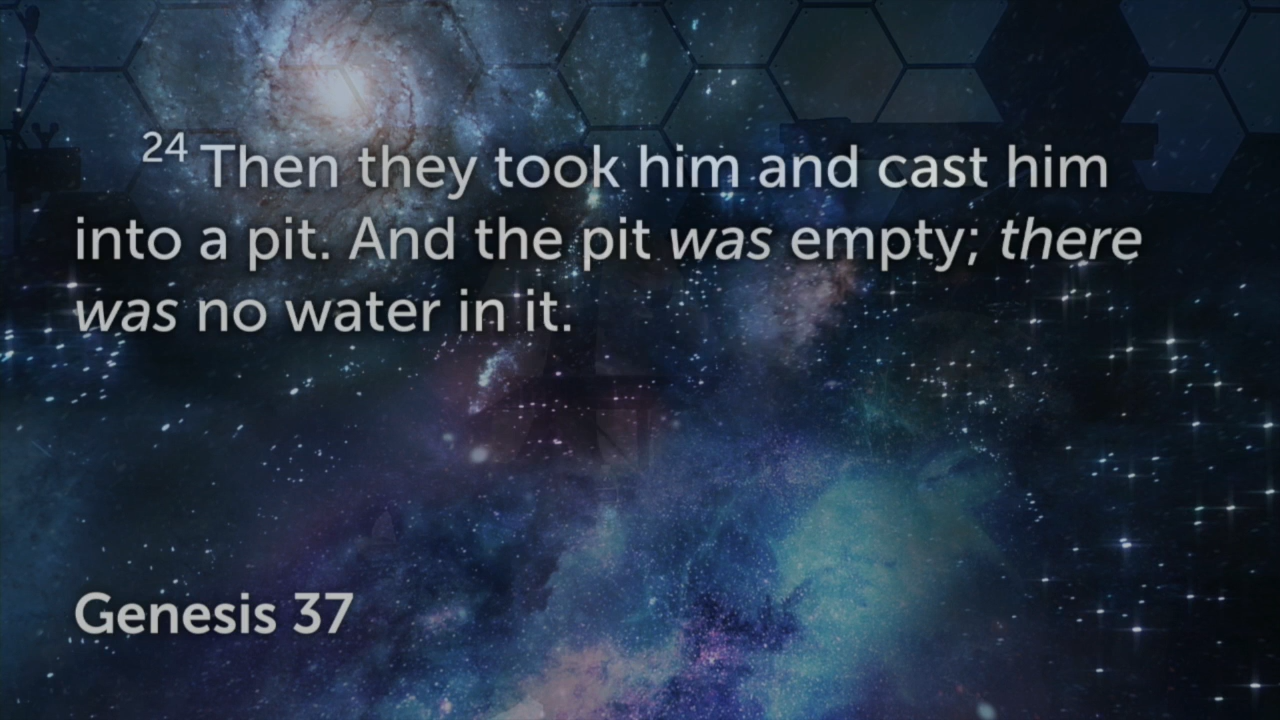 24 Then they took him and cast him
into a pit. And the pit was empty; there
was no water in it.
Genesis 37